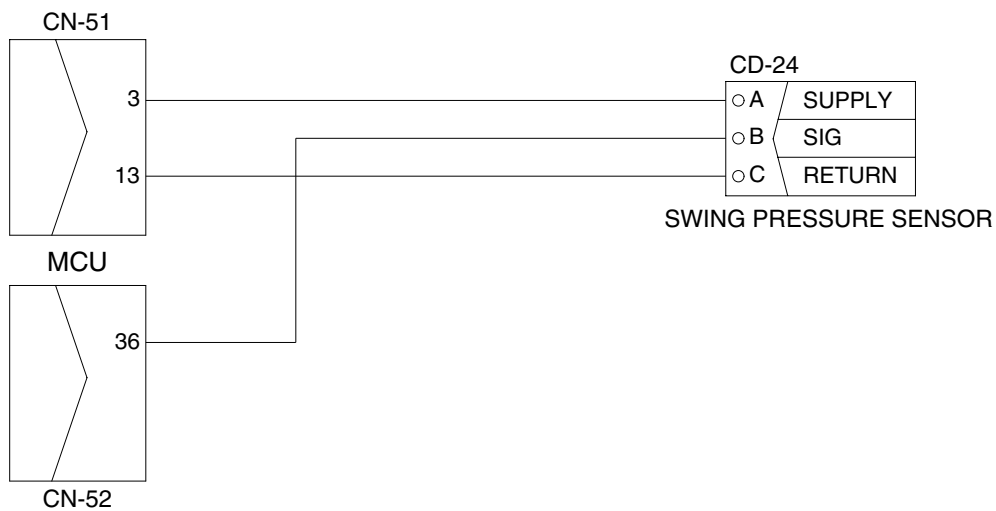 CN-51
CD-24
3
A SUPPLY
B SIG
13
C RETURN
SWING PRESSURE SENSOR
MCU
36
CN-52